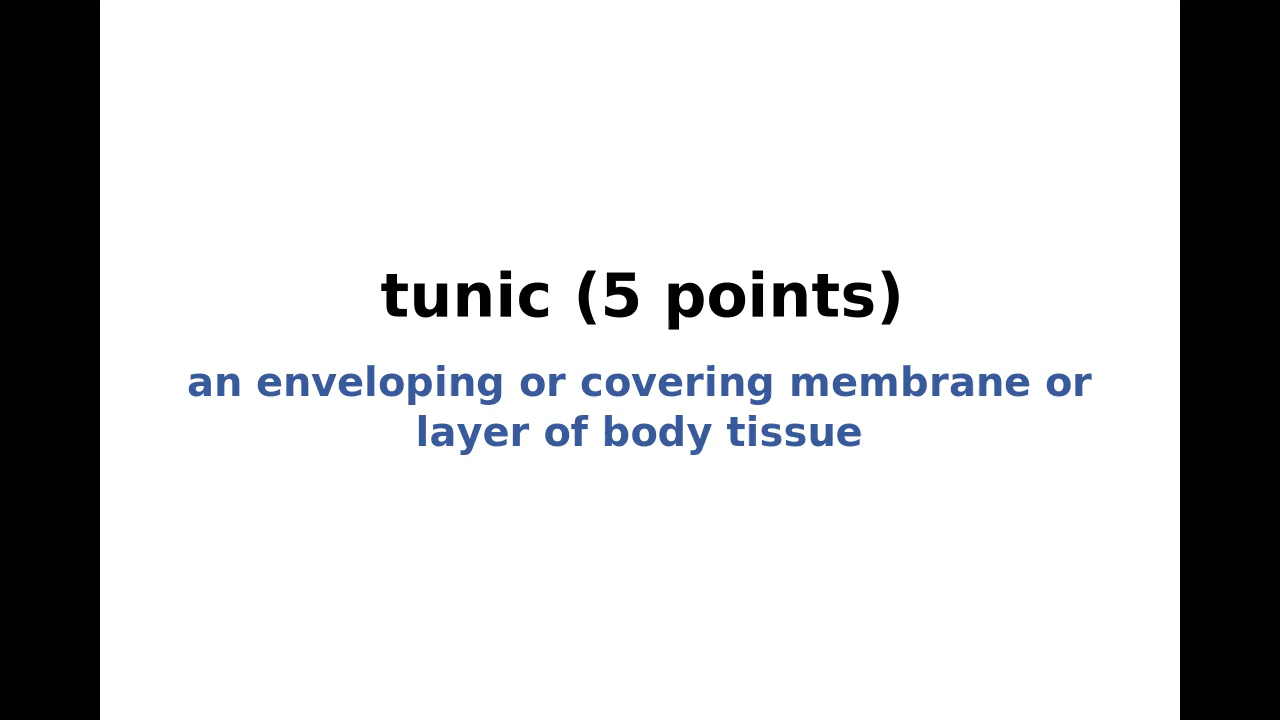 tunic (5 points)
an enveloping or covering membrane or
layer of body tissue